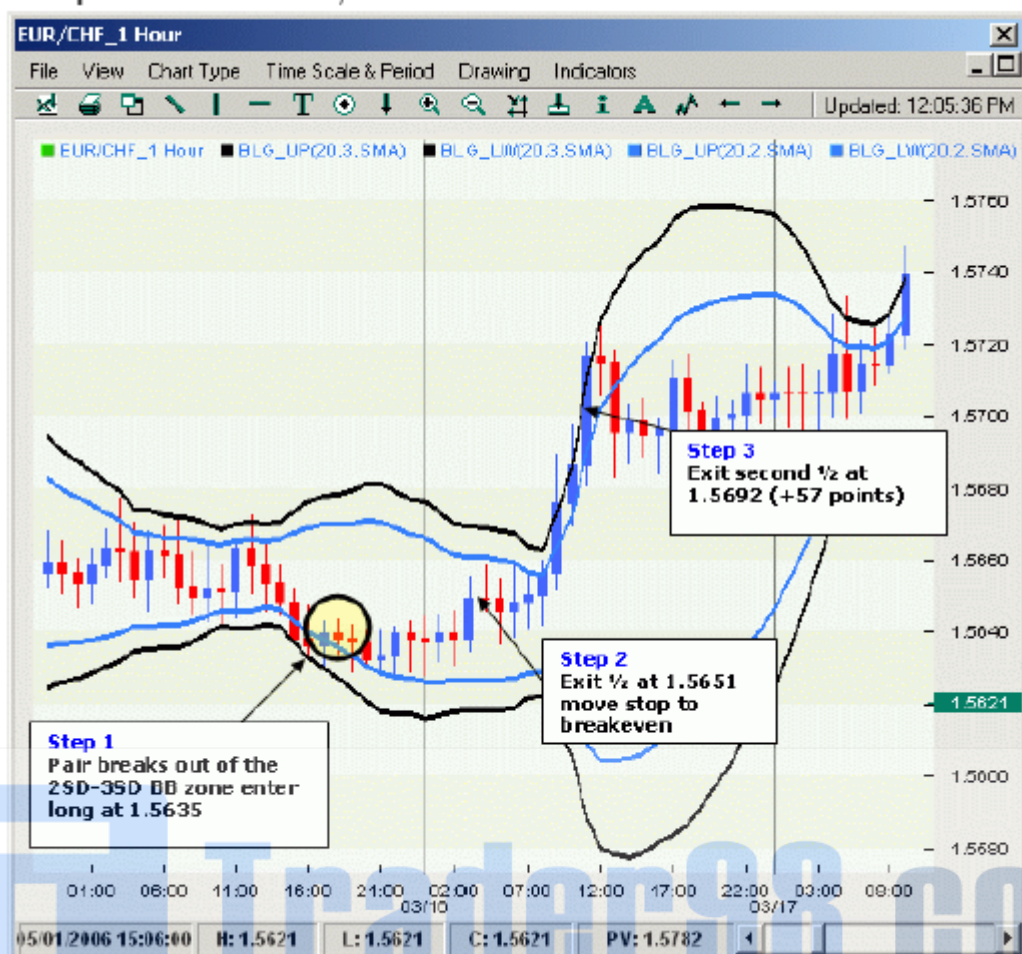 EUR/CHF_1 Hour
File View Chart Type Time Scale & Period Drawing Indicators
Updated: 12:05:36 PM
EUR/CHF_1 Hour BLG_UP(20.3.SMA) BLG_LW(20.3.SMA) BLG_UP(20.2.SMA) BLG_LW(20.2.SMA)
1.5760
1.5740
1.5720
1.5700
Step 3
Exit second ½ at
1.5692 (+57 points)
1.5680
1.5660
1.5640
Step 2
Exit ½ at 1.5651
move stop to
breakeven
1.5621
Step 1
Pair breaks out of the
2SD-3SD BB zone enter
long at 1.5635
1.5600
1.5580
01:00 06:00 11:00 16:00 21:00 02:00 07:00 12:00 17:00 22:00 03:00 08:00
03/10 03/17
05/01/2006 15:06:00 H: 1.5621 L: 1.5621 C: 1.5621 PV: 1.5782